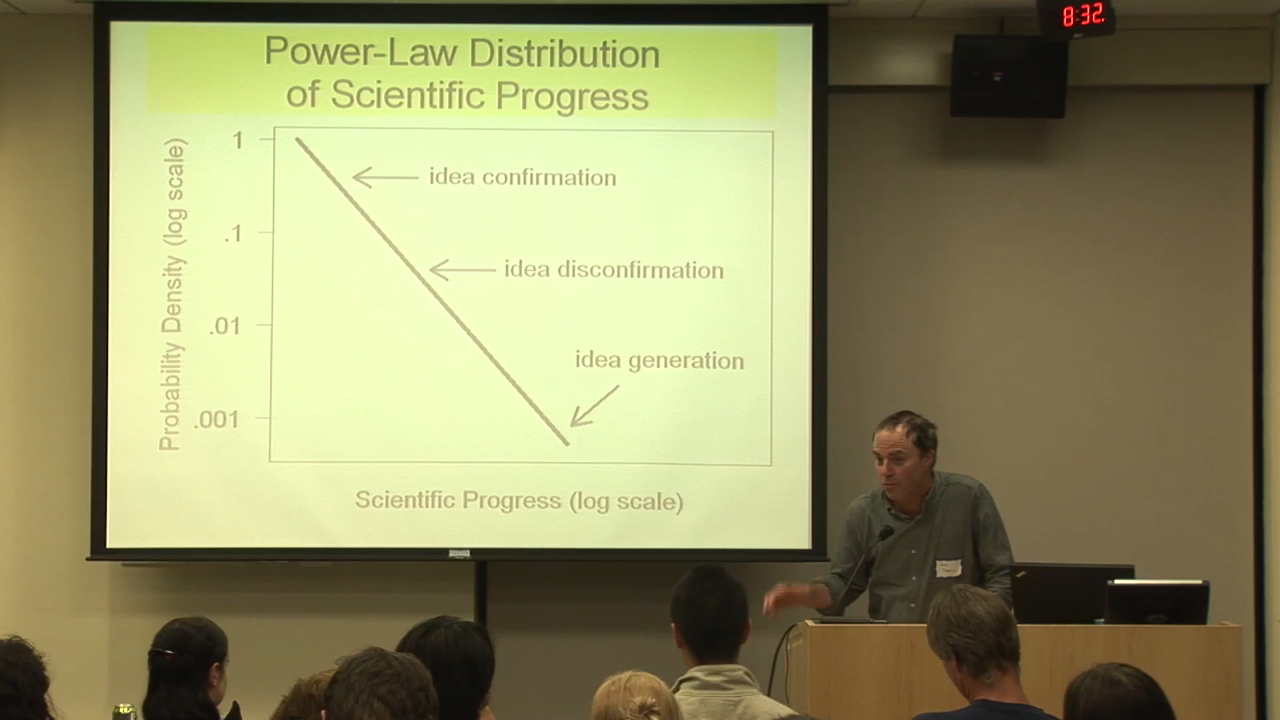 8:32.
Power-Law Distribution
of Scientific Progress
Probability Density (log scale)
1
.1
.01
.001
idea confirmation
idea disconfirmation
idea generation
Scientific Progress (log scale)